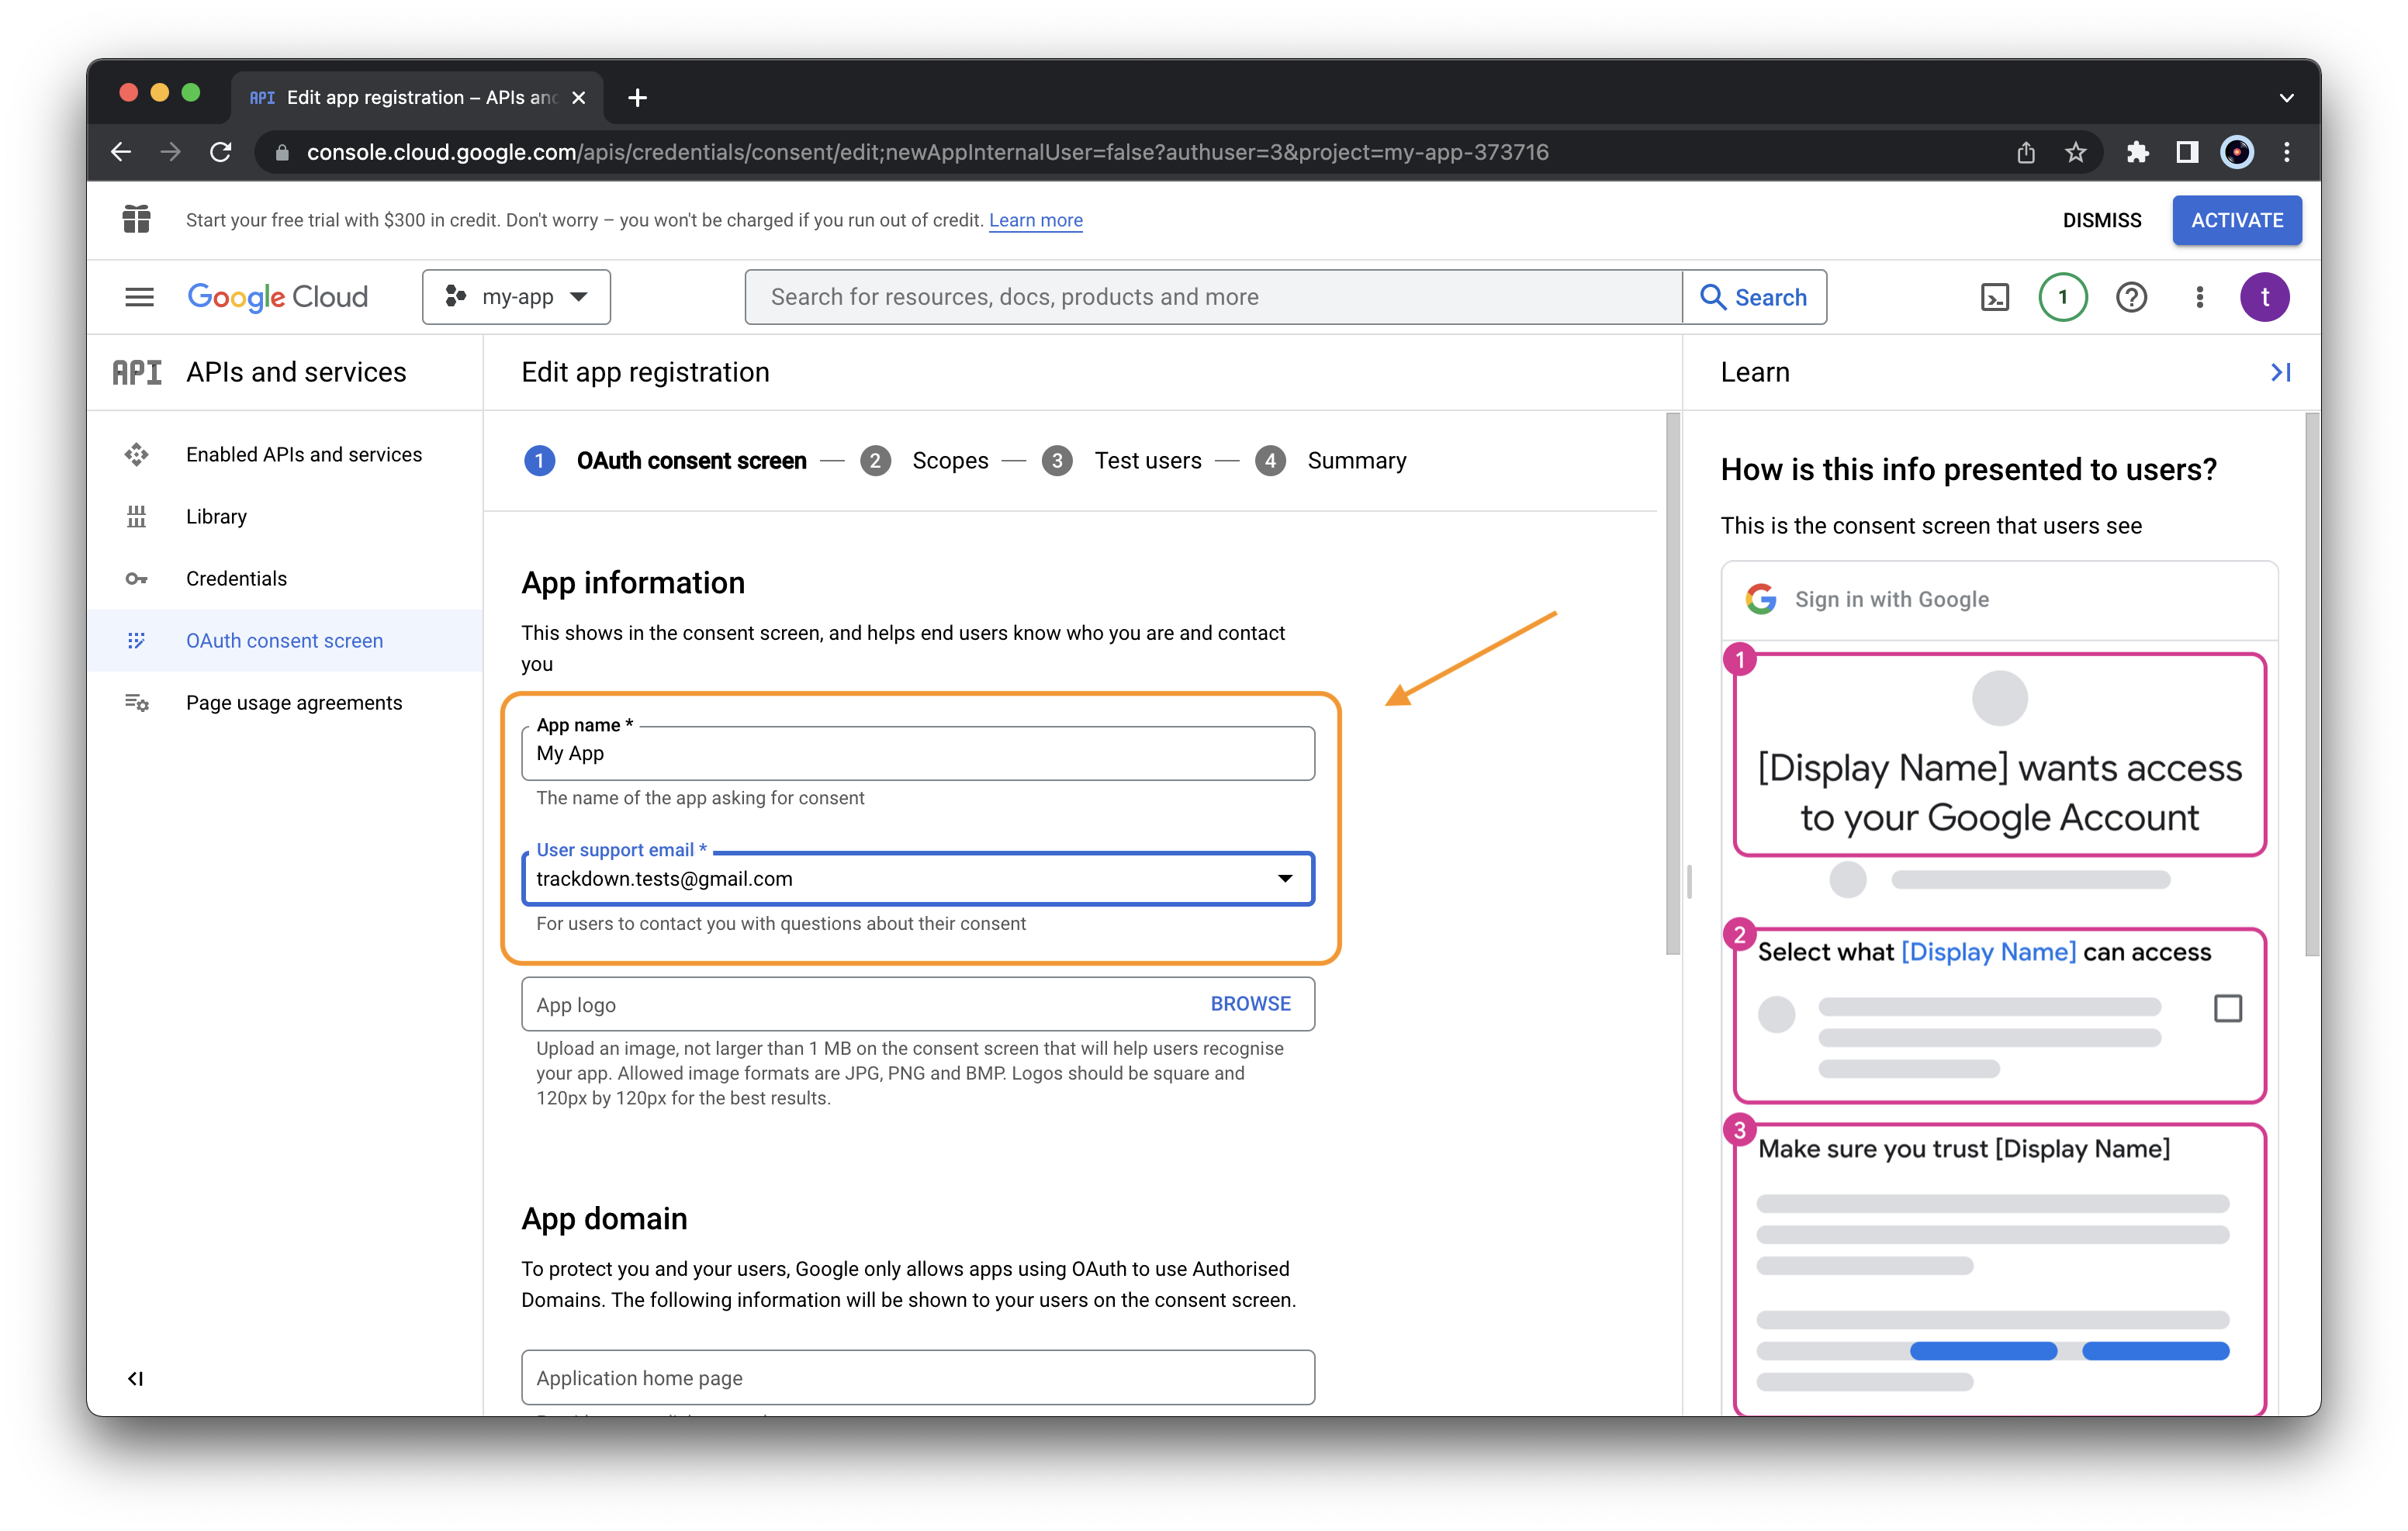 API Edit app registration – APIs and
console.cloud.google.com/apis/credentials/consent/edit;newAppInternalUser=false?authuser=3&project=my-app-373716
Start your free trial with $300 in credit. Don't worry – you won't be charged if you run out of credit. Learn more
DISMISS
ACTIVATE
Google Cloud
my-app
Search for resources, docs, products and more
Search
1
t
API APIs and services
Enabled APIs and services
Library
Credentials
OAuth consent screen
Page usage agreements
Edit app registration
1 OAuth consent screen — 2 Scopes — 3 Test users — 4 Summary
App information
This shows in the consent screen, and helps end users know who you are and contact
you
App name *
My App
The name of the app asking for consent
User support email *
trackdown.tests@gmail.com
For users to contact you with questions about their consent
App logo
BROWSE
Upload an image, not larger than 1 MB on the consent screen that will help users recognise
your app. Allowed image formats are JPG, PNG and BMP. Logos should be square and
120px by 120px for the best results.
App domain
To protect you and your users, Google only allows apps using OAuth to use Authorised
Domains. The following information will be shown to your users on the consent screen.
Application home page
Learn
How is this info presented to users?
This is the consent screen that users see
Sign in with Google
1
[Display Name] wants access
to your Google Account
2
Select what [Display Name] can access
3
Make sure you trust [Display Name]